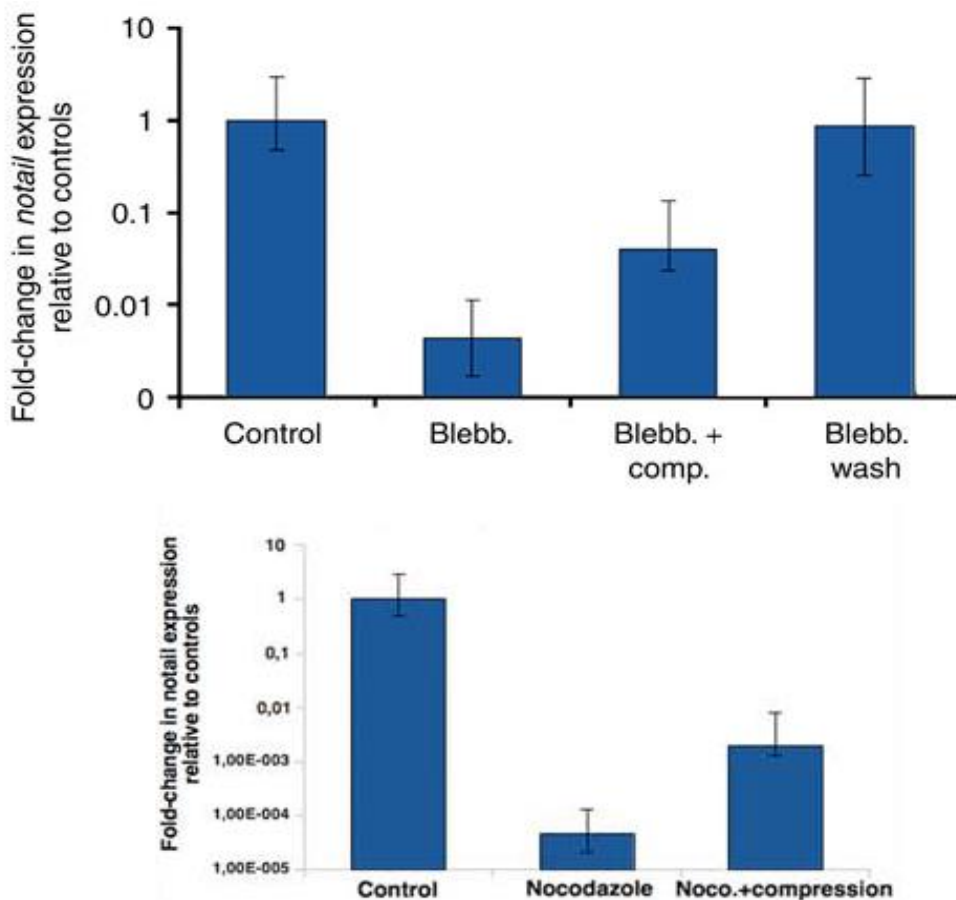 Fold-change in notail expression
relative to controls
10
1
0.1
0.01
0
Control
Blebb.
Blebb. +
comp.
Blebb.
wash
Fold-change in notail expression
relative to controls
10
1
0,1
0,01
1,00E-003
1,00E-004
1,00E-005
Control
Nocodazole
Noco.+compression